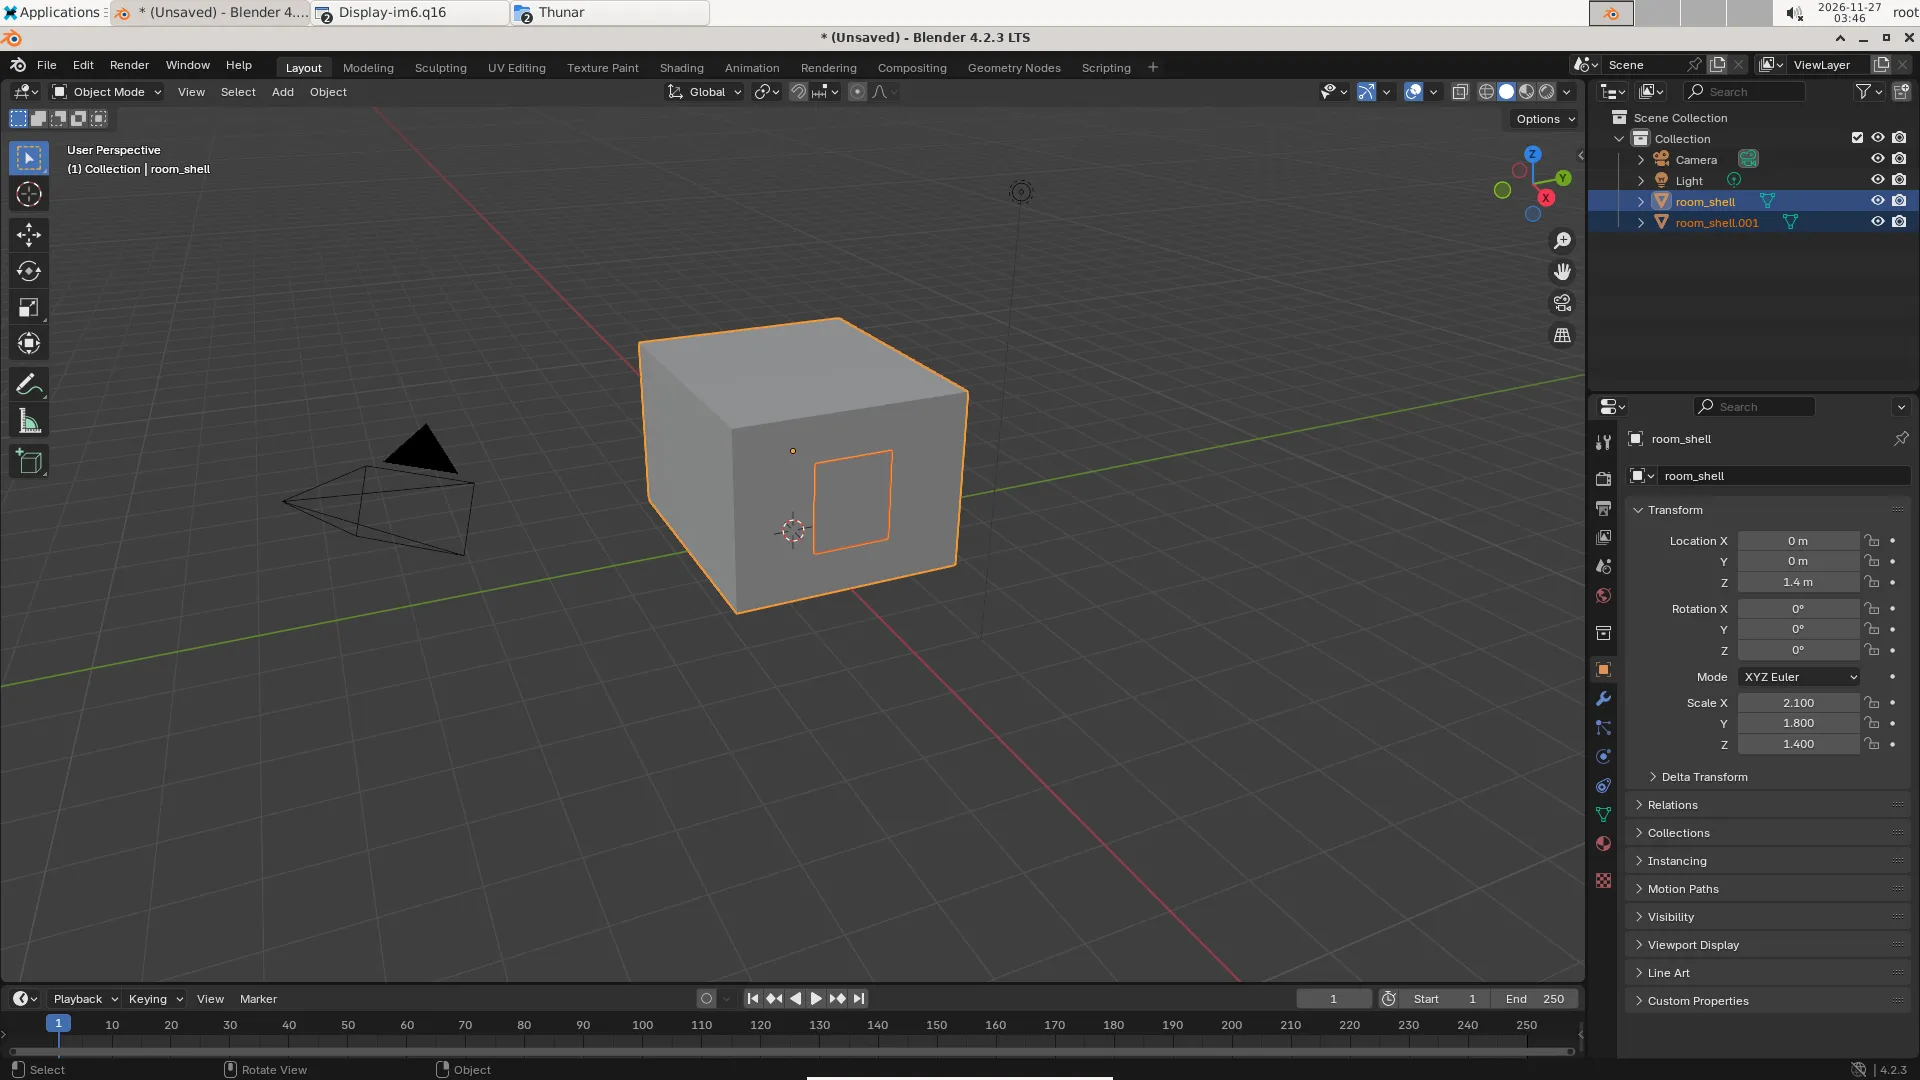 Applications
* (Unsaved) - Blender 4....
Display-im6.q16
Thunar
2026-11-27
03:46
root
* (Unsaved) - Blender 4.2.3 LTS
File Edit Render Window Help
Layout Modeling Sculpting UV Editing Texture Paint Shading Animation Rendering Compositing Geometry Nodes Scripting
Scene
ViewLayer
Object Mode View Select Add Object
Global
Search
Options
User Perspective
(1) Collection | room_shell
Z
Y
X
Scene Collection
Collection
Camera
Light
room_shell
room_shell.001
Search
room_shell
room_shell
Transform
Location X 0 m
Y 0 m
Z 1.4 m
Rotation X 0°
Y 0°
Z 0°
Mode XYZ Euler
Scale X 2.100
Y 1.800
Z 1.400
Delta Transform
Relations
Collections
Instancing
Motion Paths
Visibility
Viewport Display
Line Art
Custom Properties
Playback Keying View Marker
1
Start 1
End 250
1 10 20 30 40 50 60 70 80 90 100 110 120 130 140 150 160 170 180 190 200 210 220 230 240 250
Select
Rotate View
Object
4.2.3